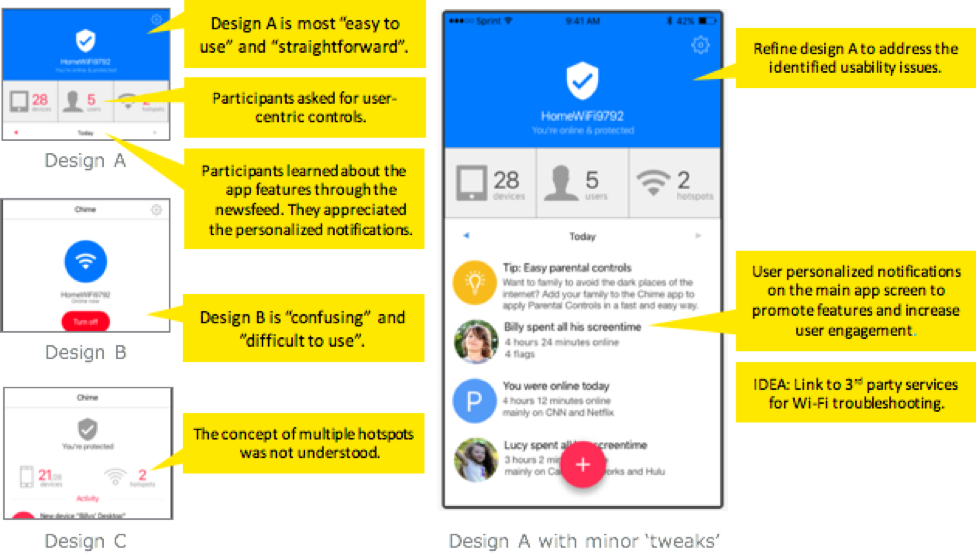 HomeWiFi9792
You're online & protected
28
devices
5
users
2
hotspots
Today
Design A
Chime
HomeWiFi9792
Online now
Turn off
Design B
Chime
You're protected
21/28
devices
2
hotspots
Activity
New device "Billys' Desktop"
Design C
Design A is most “easy to
use” and “straightforward”.
Participants asked for user-
centric controls.
Participants learned about the
app features through the
newsfeed. They appreciated
the personalized notifications.
Design B is “confusing” and
“difficult to use”.
The concept of multiple hotspots
was not understood.
Sprint
9:41 AM
42%
HomeWiFi9792
You're online & protected
28
devices
5
users
2
hotspots
Today
Tip: Easy parental controls
Want to family to avoid the dark places of the
internet? Add your family to the Chime app to
apply Parental Controls in a fast and easy way.
Billy spent all his screentime
4 hours 24 minutes online
4 flags
P
You were online today
4 hours 12 minutes online
mainly on CNN and Netflix
Lucy spent all screentime
3 hours 2
mainly on and Hulu
+
Design A with minor ‘tweaks’
Refine design A to address the
identified usability issues.
User personalized notifications
on the main app screen to
promote features and increase
user engagement.
IDEA: Link to 3rd party services
for Wi-Fi troubleshooting.